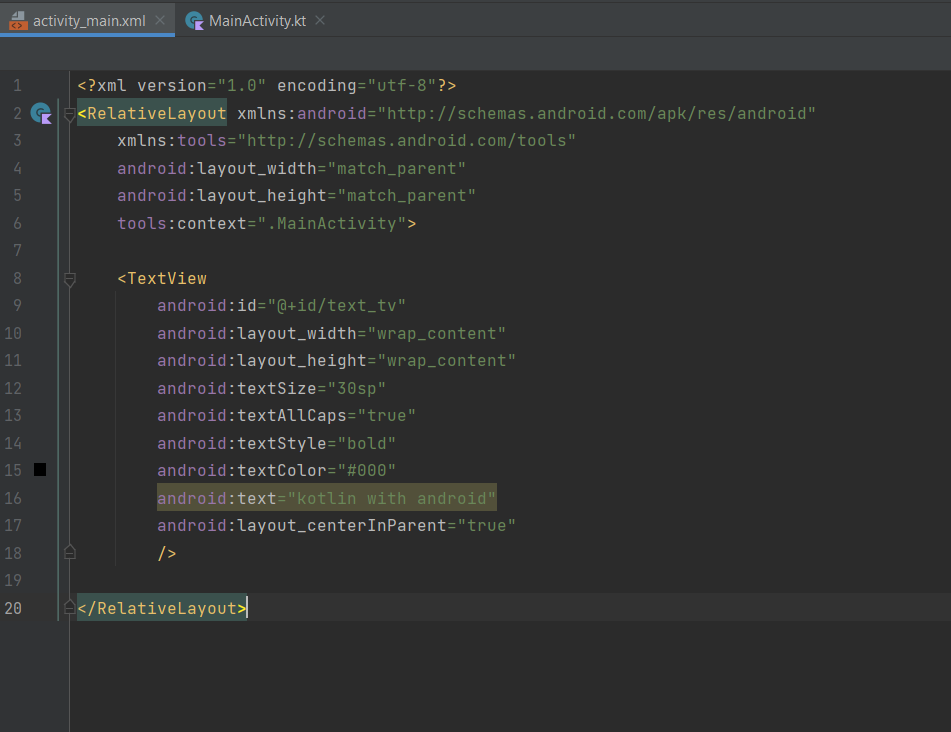 activity_main.xml MainActivity.kt
1 <?xml version="1.0" encoding="utf-8"?>
2 <RelativeLayout xmlns:android="http://schemas.android.com/apk/res/android"
3     xmlns:tools="http://schemas.android.com/tools"
4     android:layout_width="match_parent"
5     android:layout_height="match_parent"
6     tools:context=".MainActivity">
7
8     <TextView
9         android:id="@+id/text_tv"
10         android:layout_width="wrap_content"
11         android:layout_height="wrap_content"
12         android:textSize="30sp"
13         android:textAllCaps="true"
14         android:textStyle="bold"
15         android:textColor="#000"
16         android:text="kotlin with android"
17         android:layout_centerInParent="true"
18         />
19
20 </RelativeLayout>